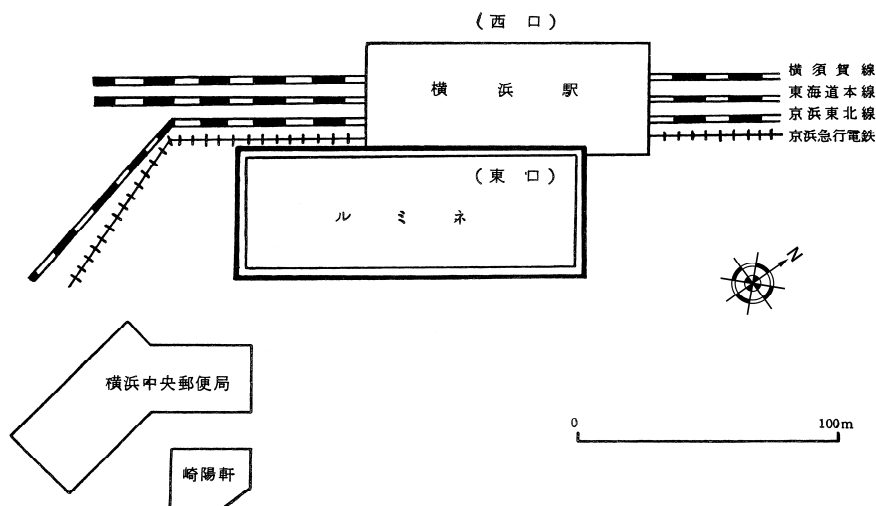 (西口)
横浜駅
横須賀線
東海道本線
京浜東北線
京浜急行電鉄
(東口)
ルミネ
N
横浜中央郵便局
崎陽軒
0 100m